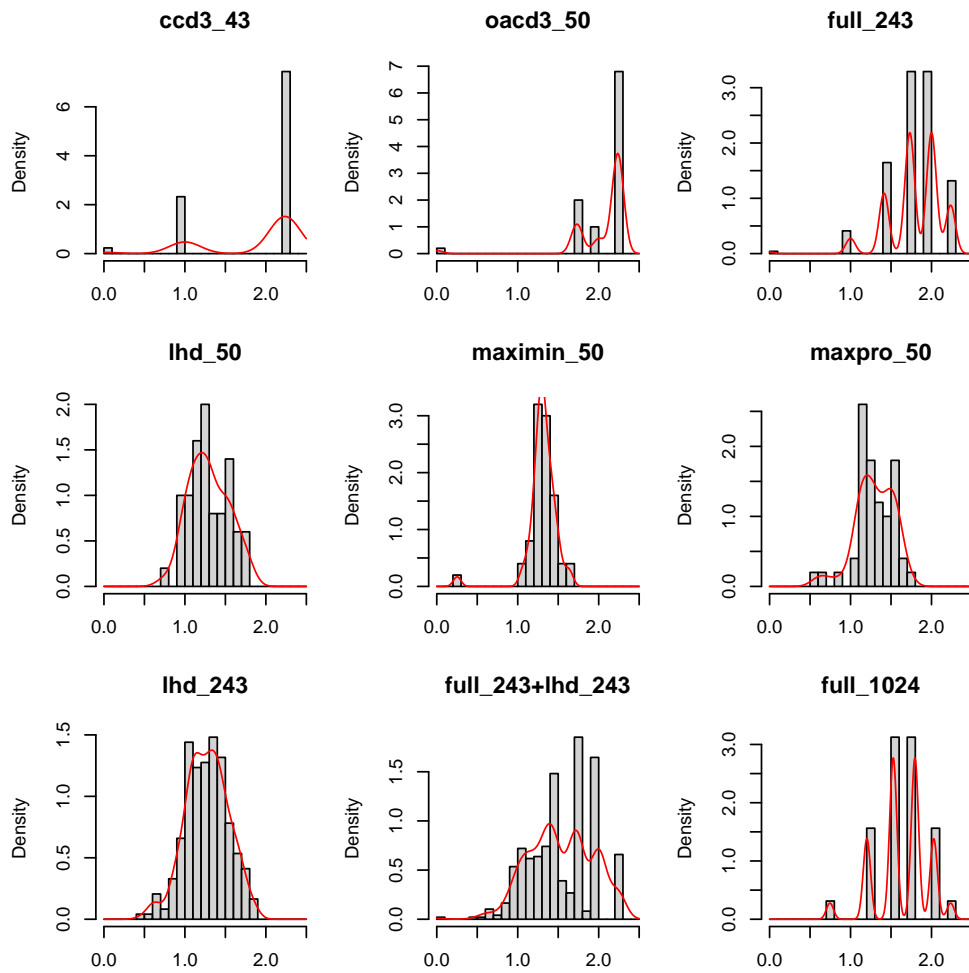 ccd3_43
oacd3_50
full_243
Density
0 2 4 6
0.0 1.0 2.0
Density
0 1 2 3 4 5 6 7
0.0 1.0 2.0
Density
0.0 1.0 2.0 3.0
0.0 1.0 2.0
lhd_50
maximin_50
maxpro_50
Density
0.0 0.5 1.0 1.5 2.0
0.0 1.0 2.0
Density
0.0 1.0 2.0 3.0
0.0 1.0 2.0
Density
0.0 1.0 2.0
0.0 1.0 2.0
lhd_243
full_243+lhd_243
full_1024
Density
0.0 0.5 1.0 1.5
0.0 1.0 2.0
Density
0.0 0.5 1.0 1.5
0.0 1.0 2.0
Density
0.0 1.0 2.0 3.0
0.0 1.0 2.0